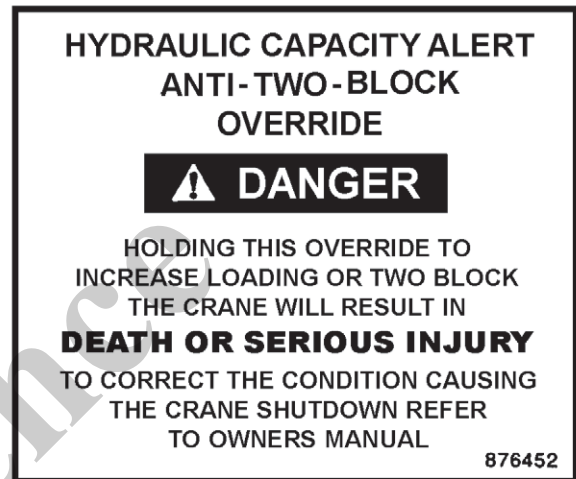 HYDRAULIC CAPACITY ALERT
ANTI-TWO-BLOCK
OVERRIDE
DANGER
HOLDING THIS OVERRIDE TO
INCREASE LOADING OR TWO BLOCK
THE CRANE WILL RESULT IN
DEATH OR SERIOUS INJURY
TO CORRECT THE CONDITION CAUSING
THE CRANE SHUTDOWN REFER
TO OWNERS MANUAL
876452